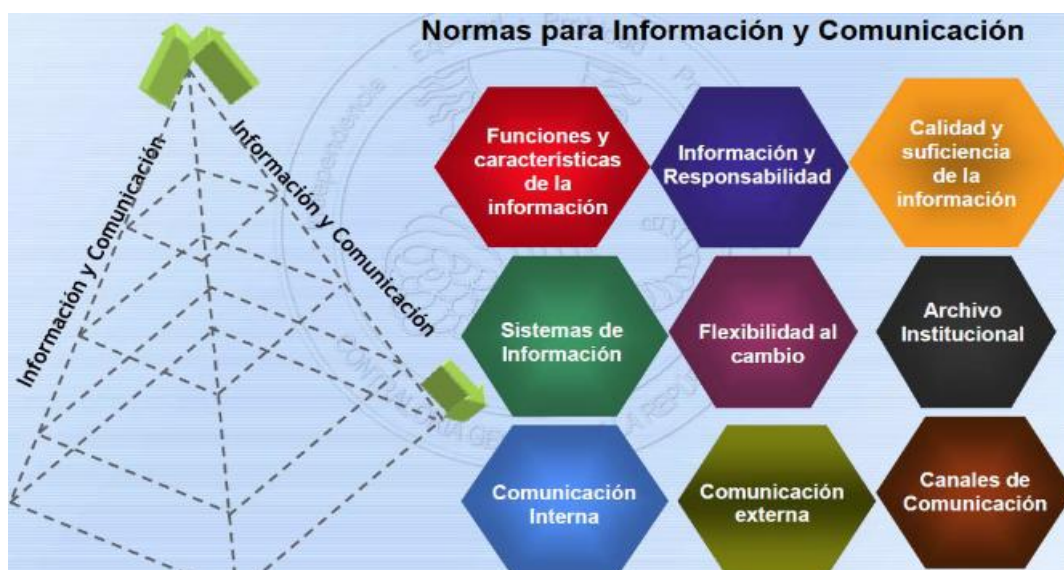 Normas para Información y Comunicación
Información y Comunicación
Información y Comunicación
Funciones y
características
de la
información
Información y
Responsabilidad
Calidad y
suficiencia
de la
información
Sistemas de
Información
Flexibilidad al
cambio
Archivo
Institucional
Comunicación
Interna
Comunicación
externa
Canales de
Comunicación